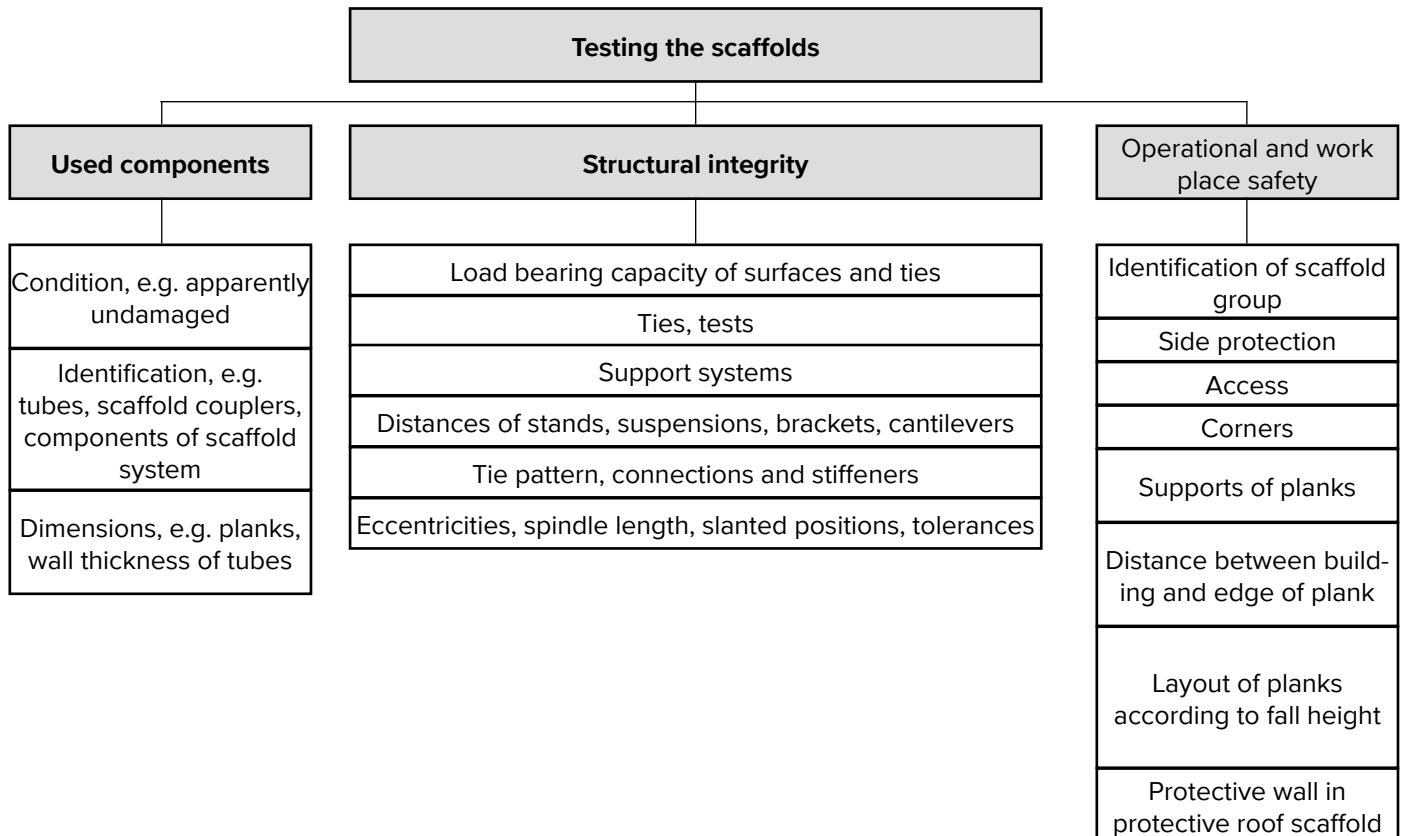 Testing the scaffolds
Used components
Condition, e.g. apparently
undamaged
Identification, e.g.
tubes, scaffold couplers,
components of scaffold
system
Dimensions, e.g. planks,
wall thickness of tubes
Structural integrity
Load bearing capacity of surfaces and ties
Ties, tests
Support systems
Distances of stands, suspensions, brackets, cantilevers
Tie pattern, connections and stiffeners
Eccentricities, spindle length, slanted positions, tolerances
Operational and work
place safety
Identification of scaffold
group
Side protection
Access
Corners
Supports of planks
Distance between build-
ing and edge of plank
Layout of planks
according to fall height
Protective wall in
protective roof scaffold